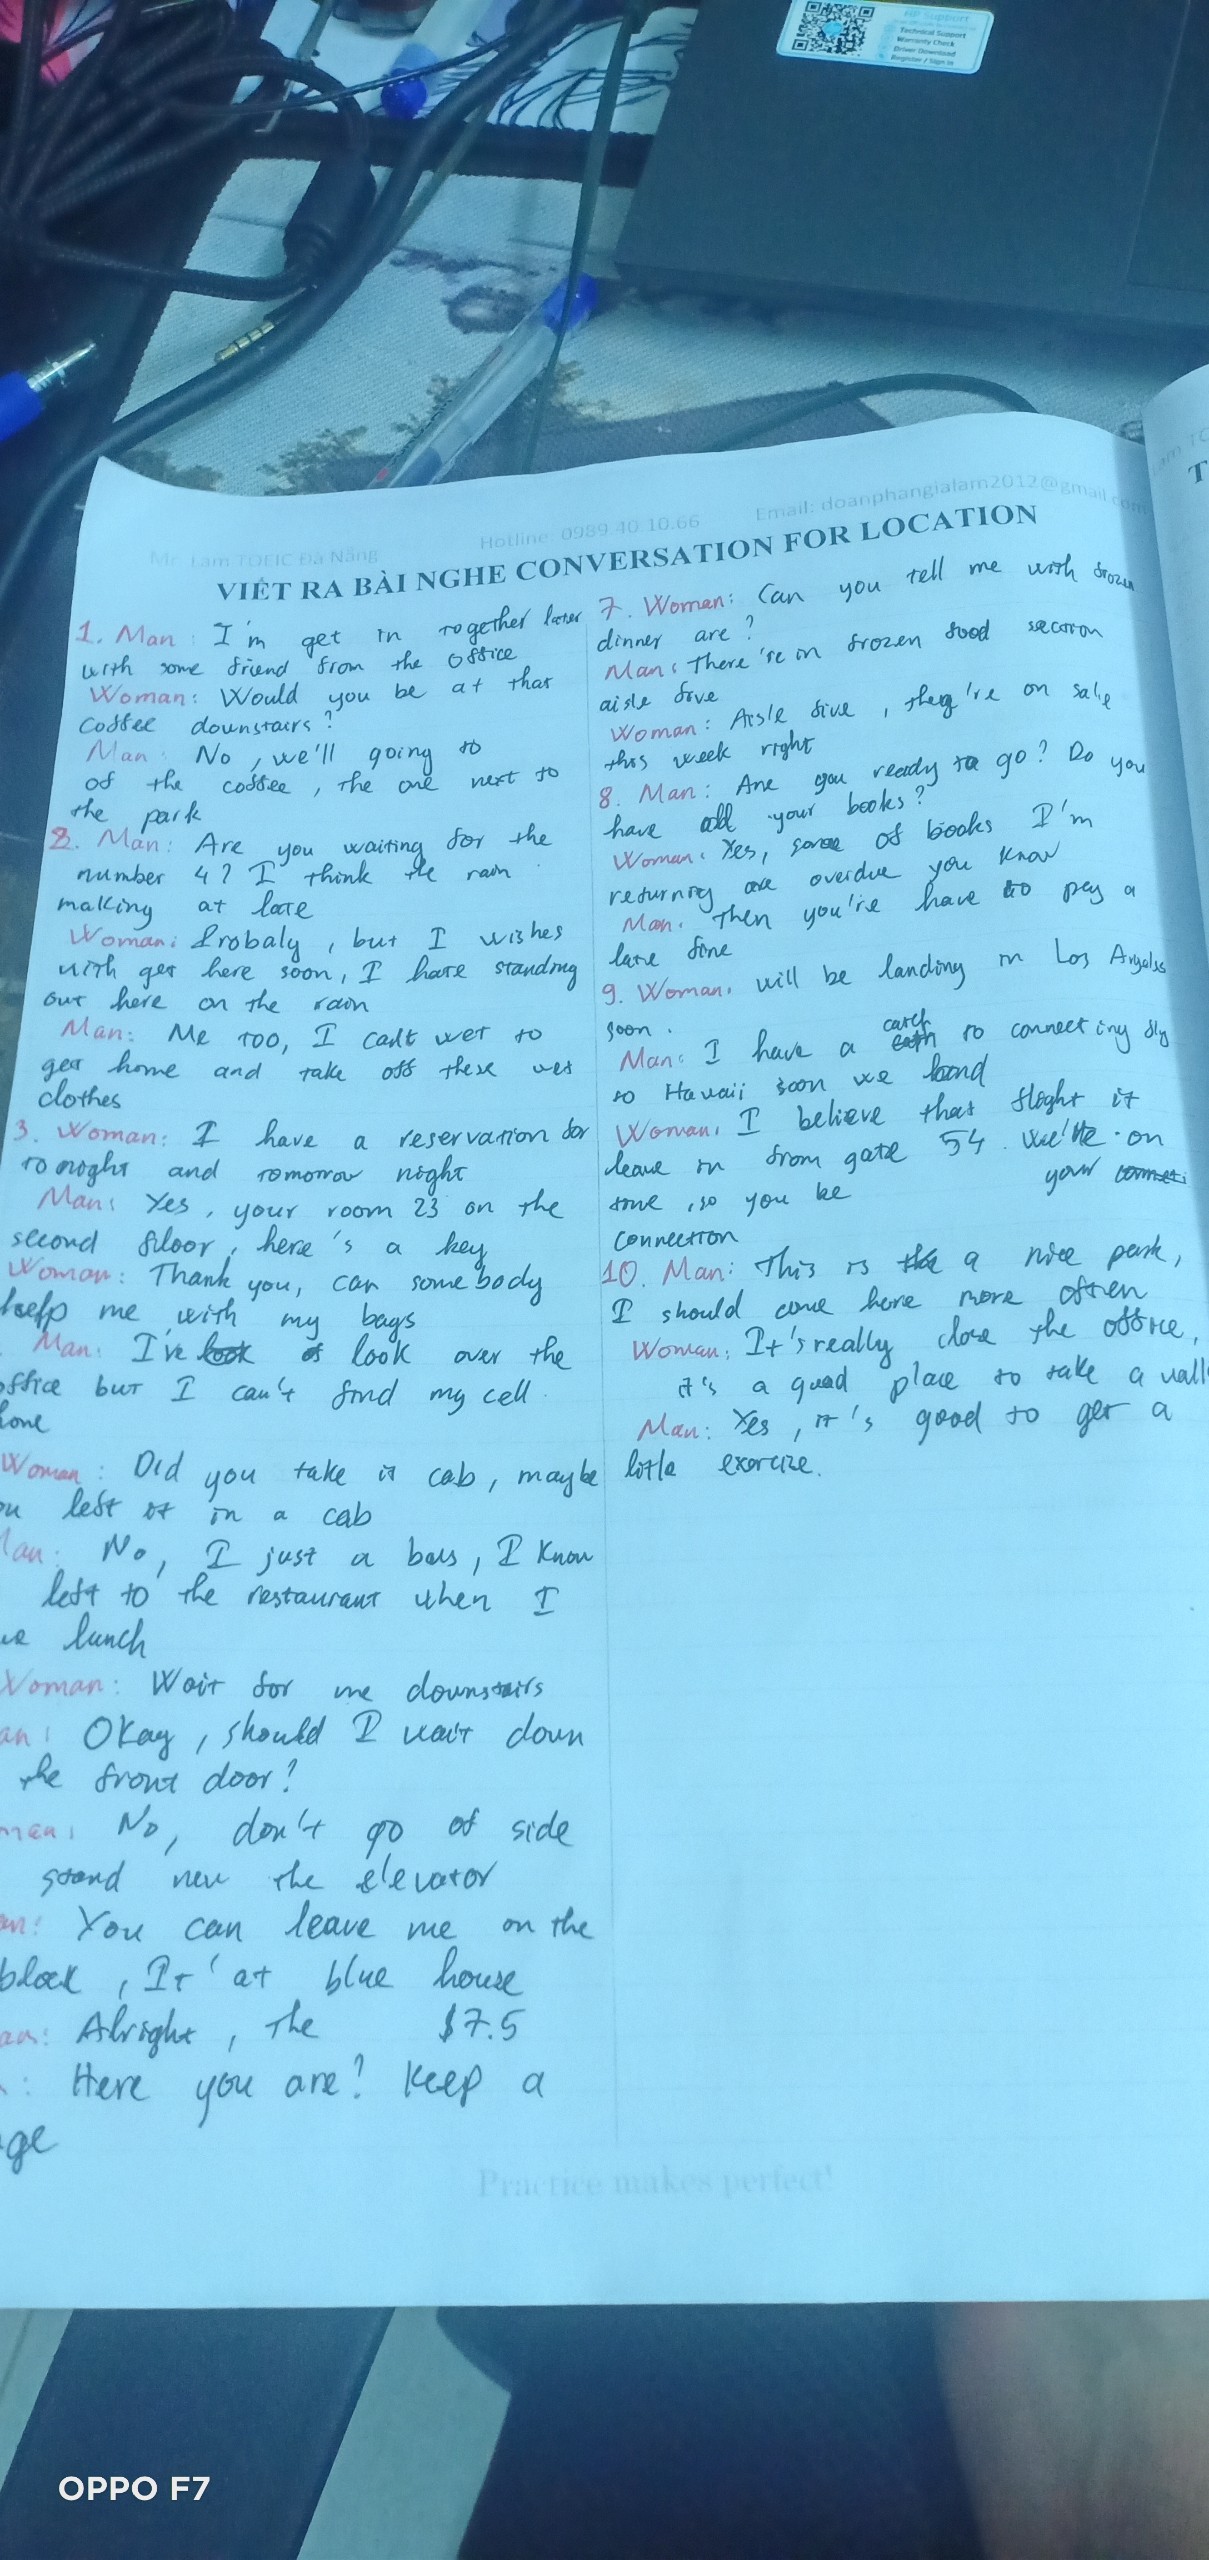 HP Support
Technical Support
Warranty Check
Driver Download
Register / Sign in
Mr. Lam TOEIC Đà Nẵng
Hotline: 0989.40.10.66
Email: doanphangialam2012@gmail.com
VIẾT RA BÀI NGHE CONVERSATION FOR LOCATION
1. Man: I'm get in together later
with some friend from the office
Woman: Would you be at that
coffee downstairs?
Man: No, we'll going to
of the coffee, the one next to
the park
2. Man: Are you waiting for the
number 4? I think the rain
making at late
Woman: Probaly, but I wishes
with get here soon, I hate standing
out here on the rain
Man: Me too, I can't wet to
get home and take off these wet
clothes
3. Woman: I have a reservation for
tonight and tomorrow night
Man: Yes, your room 23 on the
second floor, here's a key
Woman: Thank you, can somebody
help me with my bags
Man: I've look of look over the
office but I can't find my cell
hone
Woman: Did you take it cab, maybe
ou left it in a cab
Man: No, I just a bus, I know
left to the restaurant when I
lunch
Woman: Wait for me downstairs
an: Okay, should I wait down
the front door?
man: No, don't go of side
stand new the elevator
an: You can leave me on the
block, It' at blue house
an: Alright, the $7.5
: Here you are? Keep a
ge
7. Woman: Can you tell me with frozen
dinner are?
Man: There're in frozen food section
aisle five
Woman: Aisle five, they're on sale
this week right
8. Man: Are you ready to go? Do you
have all your books?
Woman: Yes, some of books I'm
returning are overdue you know
Man: Then you're have to pay a
late fine
9. Woman: will be landing in Los Angelss
soon.
Man: I have a catch to connecting fly
to Hawaii soon we land
Woman: I believe that flight it
leave in from gate 54. We're on
time, so you be your
connection
10. Man: This is the a nice park,
I should come here more often
Woman: It's really close the office,
it's a good place to take a walk
Man: Yes, it's good to get a
little exercise.
Practice makes perfect!
OPPO F7